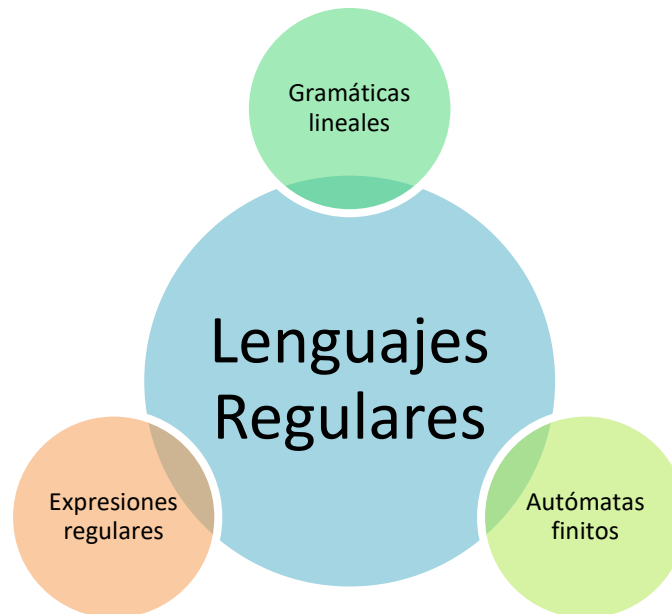 Gramáticas
lineales
Lenguajes
Regulares
Expresiones
regulares
Autómatas
finitos